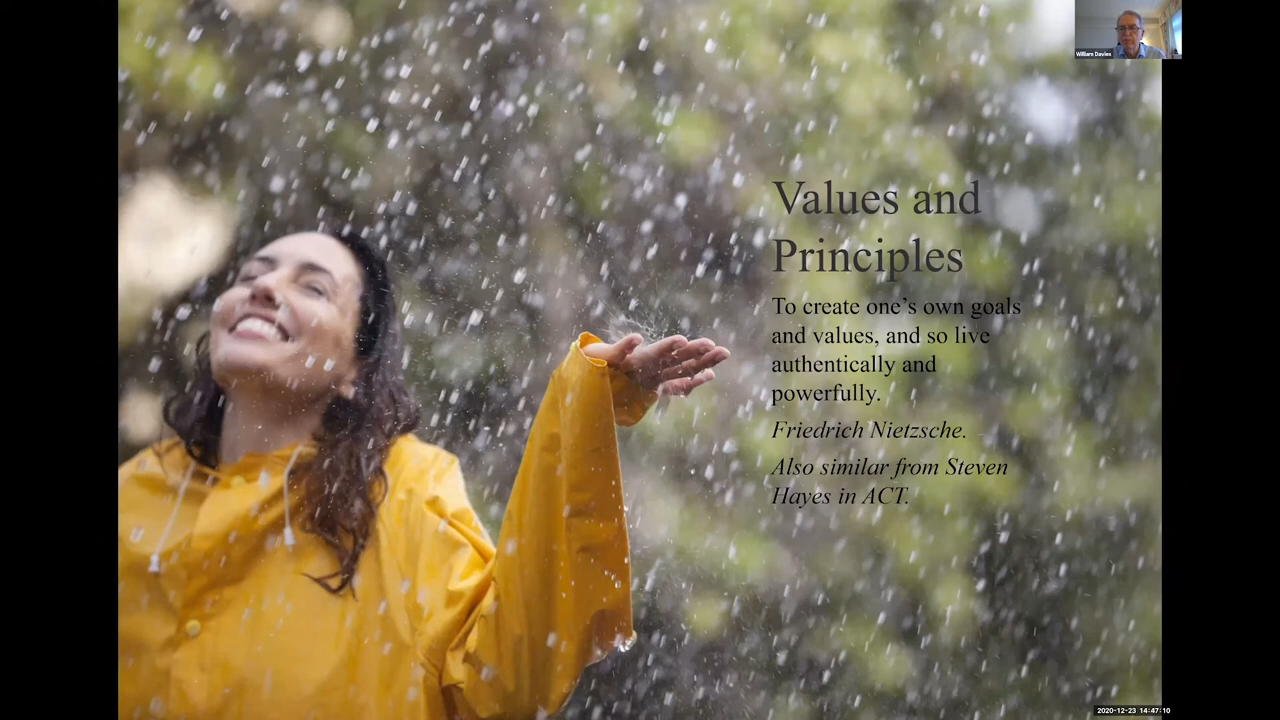 William Davies
Values and
Principles
To create one’s own goals
and values, and so live
authentically and
powerfully.
Friedrich Nietzsche.
Also similar from Steven
Hayes in ACT.
2020-12-23 14:47:10